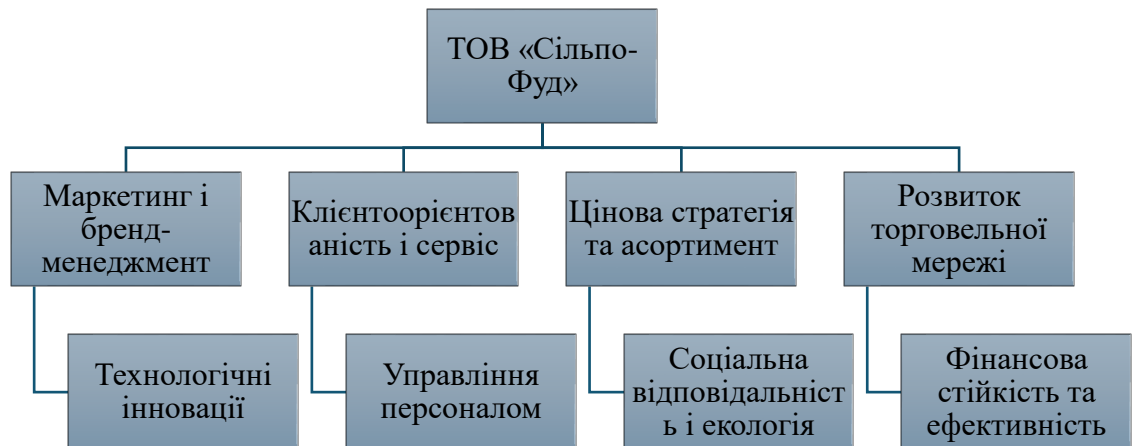 ТОВ «Сільпо-
Фуд»
Маркетинг і
бренд-
менеджмент
Клієнтоорієнтов
аність і сервіс
Цінова стратегія
та асортимент
Розвиток
торговельної
мережі
Технологічні
інновації
Управління
персоналом
Соціальна
відповідальніст
ь і екологія
Фінансова
стійкість та
ефективність